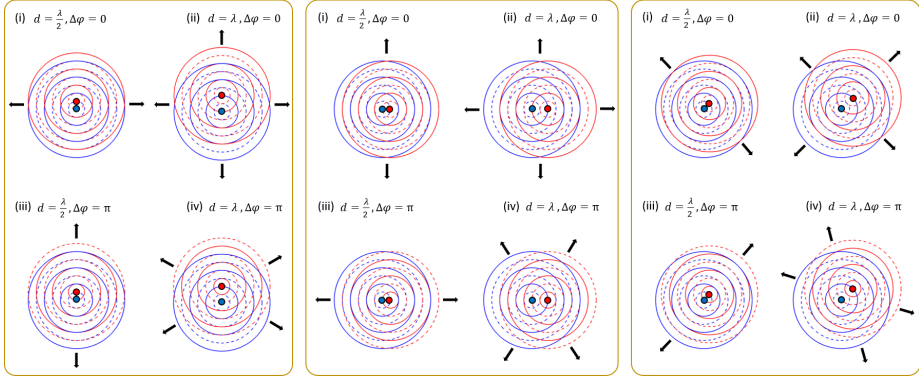 (i) d = λ/2, Δφ = 0
(ii) d = λ, Δφ = 0
(iii) d = λ/2, Δφ = π
(iv) d = λ, Δφ = π
(i) d = λ/2, Δφ = 0
(ii) d = λ, Δφ = 0
(iii) d = λ/2, Δφ = π
(iv) d = λ, Δφ = π
(i) d = λ/2, Δφ = 0
(ii) d = λ, Δφ = 0
(iii) d = λ/2, Δφ = π
(iv) d = λ, Δφ = π